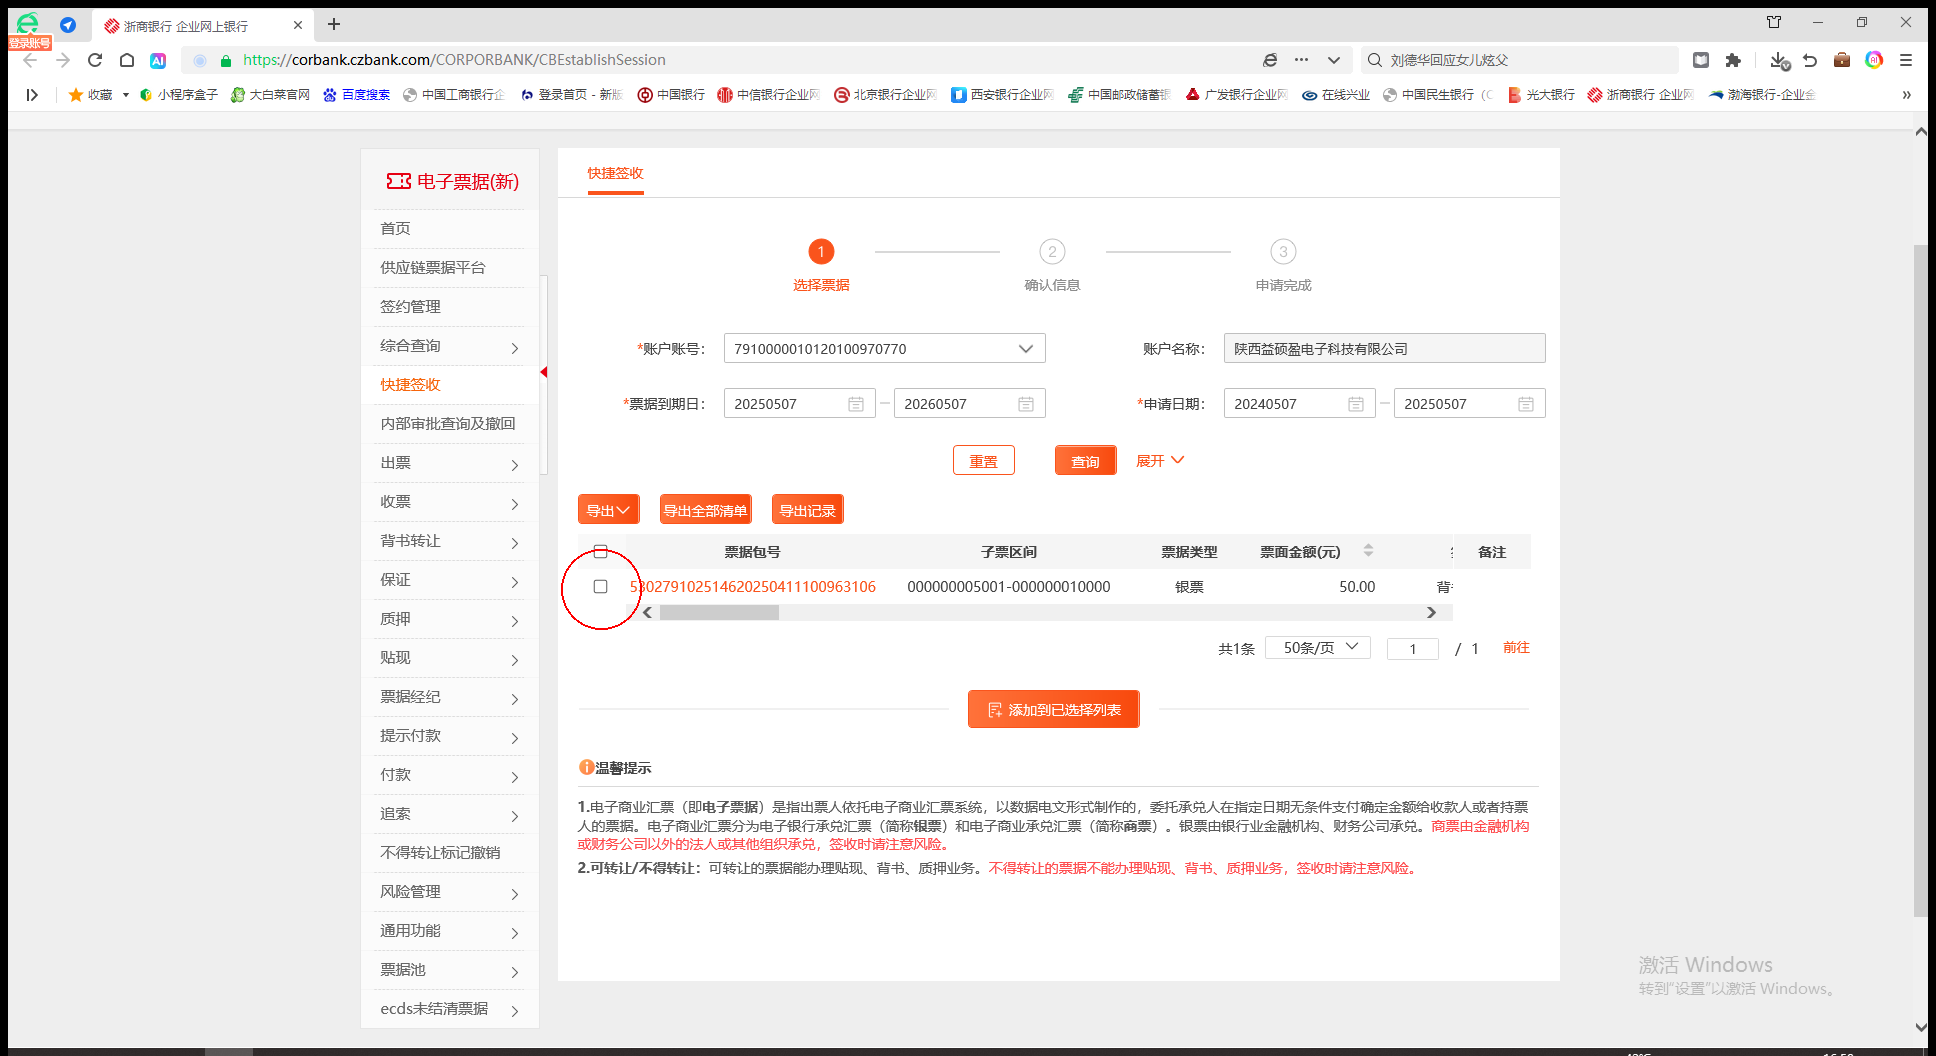 登录账号
浙商银行 企业网上银行
https://corbank.czbank.com/CORPORBANK/CBEstablishSession
刘德华回应女儿炫父
收藏 小程序盒子 大白菜官网 百度搜索 中国工商银行企 登录首页 - 新版 中国银行 中信银行企业网 北京银行企业网 西安银行企业网 中国邮政储蓄银 广发银行企业网 在线兴业 中国民生银行（C 光大银行 浙商银行 企业网 渤海银行-企业金 »
电子票据(新)
首页
供应链票据平台
签约管理
综合查询
快捷签收
内部审批查询及撤回
出票
收票
背书转让
保证
质押
贴现
票据经纪
提示付款
付款
追索
不得转让标记撤销
风险管理
通用功能
票据池
ecds未结清票据
快捷签收
1 2 3
选择票据 确认信息 申请完成
*账户账号： 7910000010120100970770 账户名称： 陕西益硕盈电子科技有限公司
*票据到期日： 20250507 – 20260507 *申请日期： 20240507 – 20250507
重置 查询 展开
导出 导出全部清单 导出记录
票据包号 子票区间 票据类型 票面金额(元) 备注
530279102514620250411100963106 000000005001-000000010000 银票 50.00 背
共1条 50条/页 1 / 1 前往
添加到已选择列表
温馨提示
1.电子商业汇票（即电子票据）是指出票人依托电子商业汇票系统，以数据电文形式制作的，委托承兑人在指定日期无条件支付确定金额给收款人或者持票
人的票据。电子商业汇票分为电子银行承兑汇票（简称银票）和电子商业承兑汇票（简称商票）。银票由银行业金融机构、财务公司承兑。商票由金融机构
或财务公司以外的法人或其他组织承兑，签收时请注意风险。
2.可转让/不得转让：可转让的票据能办理贴现、背书、质押业务。不得转让的票据不能办理贴现、背书、质押业务，签收时请注意风险。
激活 Windows
转到"设置"以激活 Windows。